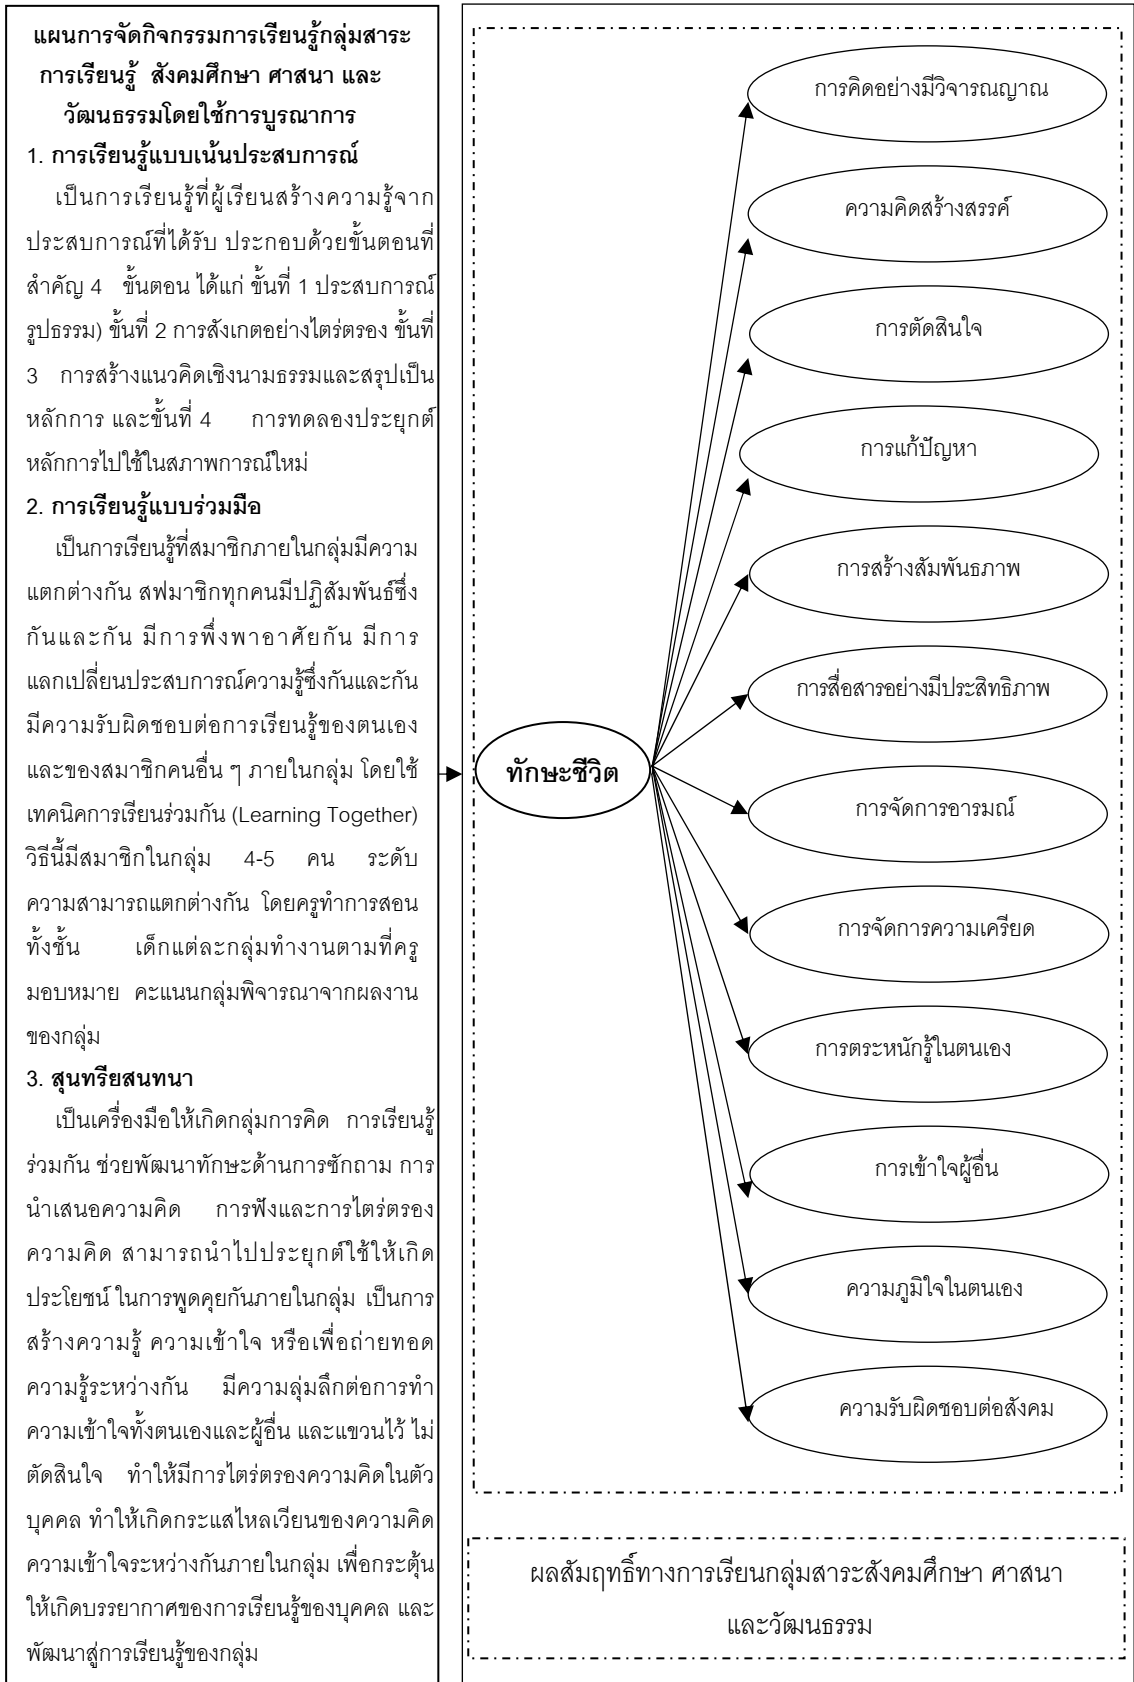 แผนการจัดกิจกรรมการเรียนรู้กลุ่มสาระ
การเรียนรู้ สังคมศึกษา ศาสนา และ
วัฒนธรรมโดยใช้การบูรณาการ
1. การเรียนรู้แบบเน้นประสบการณ์
เป็นการเรียนรู้ที่ผู้เรียนสร้างความรู้จาก
ประสบการณ์ที่ได้รับ ประกอบด้วยขั้นตอนที่
สำคัญ 4 ขั้นตอน ได้แก่ ขั้นที่ 1 ประสบการณ์
รูปธรรม) ขั้นที่ 2 การสังเกตอย่างไตร่ตรอง ขั้นที่
3 การสร้างแนวคิดเชิงนามธรรมและสรุปเป็น
หลักการ และขั้นที่ 4 การทดลองประยุกต์
หลักการไปใช้ในสภาพการณ์ใหม่
2. การเรียนรู้แบบร่วมมือ
เป็นการเรียนรู้ที่สมาชิกภายในกลุ่มมีความ
แตกต่างกัน สฟมาชิกทุกคนมีปฏิสัมพันธ์ซึ่ง
กันและกัน มีการพึ่งพาอาศัยกัน มีการ
แลกเปลี่ยนประสบการณ์ความรู้ซึ่งกันและกัน
มีความรับผิดชอบต่อการเรียนรู้ของตนเอง
และของสมาชิกคนอื่น ๆ ภายในกลุ่ม โดยใช้
เทคนิคการเรียนร่วมกัน (Learning Together)
วิธีนี้มีสมาชิกในกลุ่ม 4-5 คน ระดับ
ความสามารถแตกต่างกัน โดยครูทำการสอน
ทั้งชั้น เด็กแต่ละกลุ่มทำงานตามที่ครู
มอบหมาย คะแนนกลุ่มพิจารณาจากผลงาน
ของกลุ่ม
3. สุนทรียสนทนา
เป็นเครื่องมือให้เกิดกลุ่มการคิด การเรียนรู้
ร่วมกัน ช่วยพัฒนาทักษะด้านการซักถาม การ
นำเสนอความคิด การฟังและการไตร่ตรอง
ความคิด สามารถนำไปประยุกต์ใช้ให้เกิด
ประโยชน์ ในการพูดคุยกันภายในกลุ่ม เป็นการ
สร้างความรู้ ความเข้าใจ หรือเพื่อถ่ายทอด
ความรู้ระหว่างกัน มีความลุ่มลึกต่อการทำ
ความเข้าใจทั้งตนเองและผู้อื่น และแขวนไว้ ไม่
ตัดสินใจ ทำให้มีการไตร่ตรองความคิดในตัว
บุคคล ทำให้เกิดกระแสไหลเวียนของความคิด
ความเข้าใจระหว่างกันภายในกลุ่ม เพื่อกระตุ้น
ให้เกิดบรรยากาศของการเรียนรู้ของบุคคล และ
พัฒนาสู่การเรียนรู้ของกลุ่ม
ทักษะชีวิต
การคิดอย่างมีวิจารณญาณ
ความคิดสร้างสรรค์
การตัดสินใจ
การแก้ปัญหา
การสร้างสัมพันธภาพ
การสื่อสารอย่างมีประสิทธิภาพ
การจัดการอารมณ์
การจัดการความเครียด
การตระหนักรู้ในตนเอง
การเข้าใจผู้อื่น
ความภูมิใจในตนเอง
ความรับผิดชอบต่อสังคม
ผลสัมฤทธิ์ทางการเรียนกลุ่มสาระสังคมศึกษา ศาสนา
และวัฒนธรรม